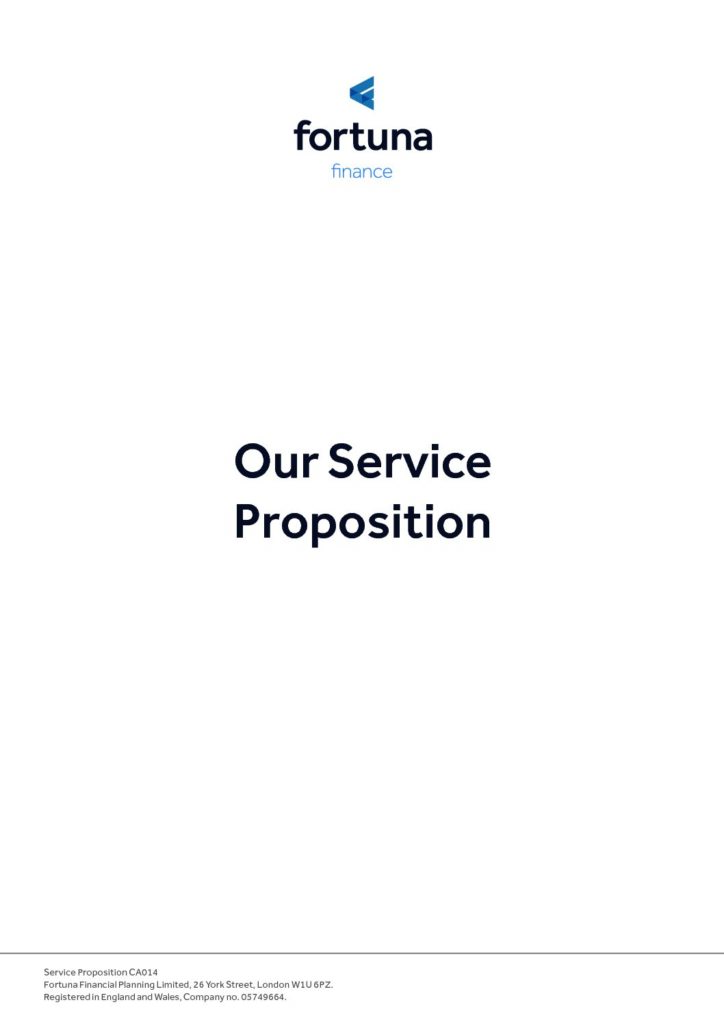 fortuna
finance
Our Service
Proposition
Service Proposition CA014
Fortuna Financial Planning Limited, 26 York Street, London W1U 6PZ.
Registered in England and Wales, Company no. 05749664.